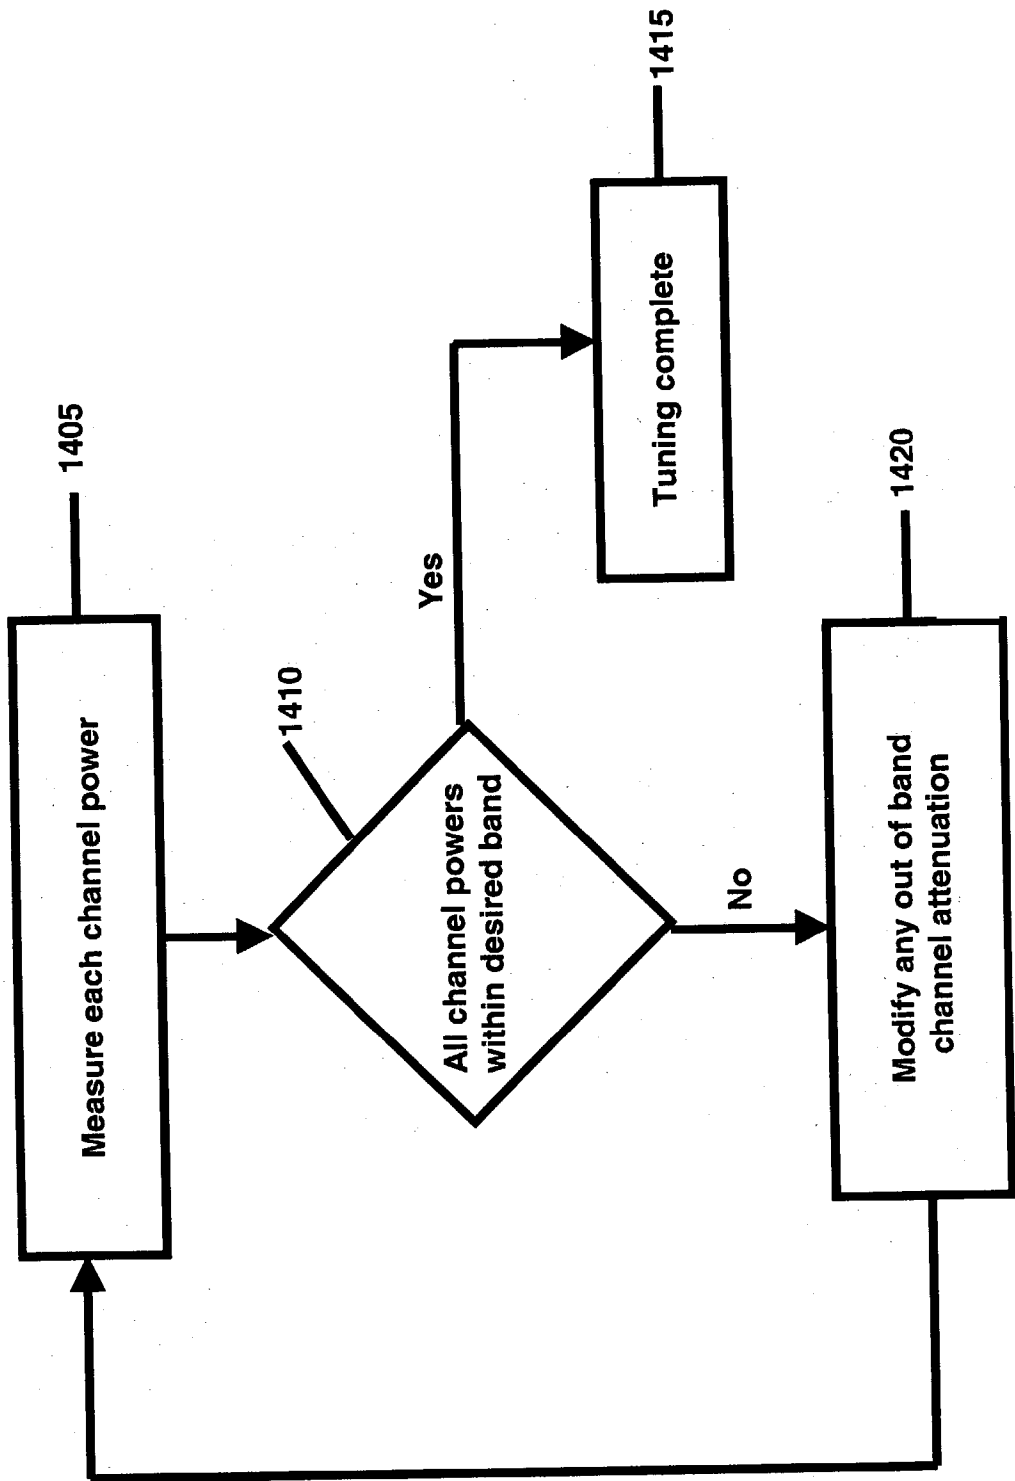 Measure each channel power
1405
1410
All channel powers
within desired band
Yes
Tuning complete
1415
No
Modify any out of band
channel attenuation
1420